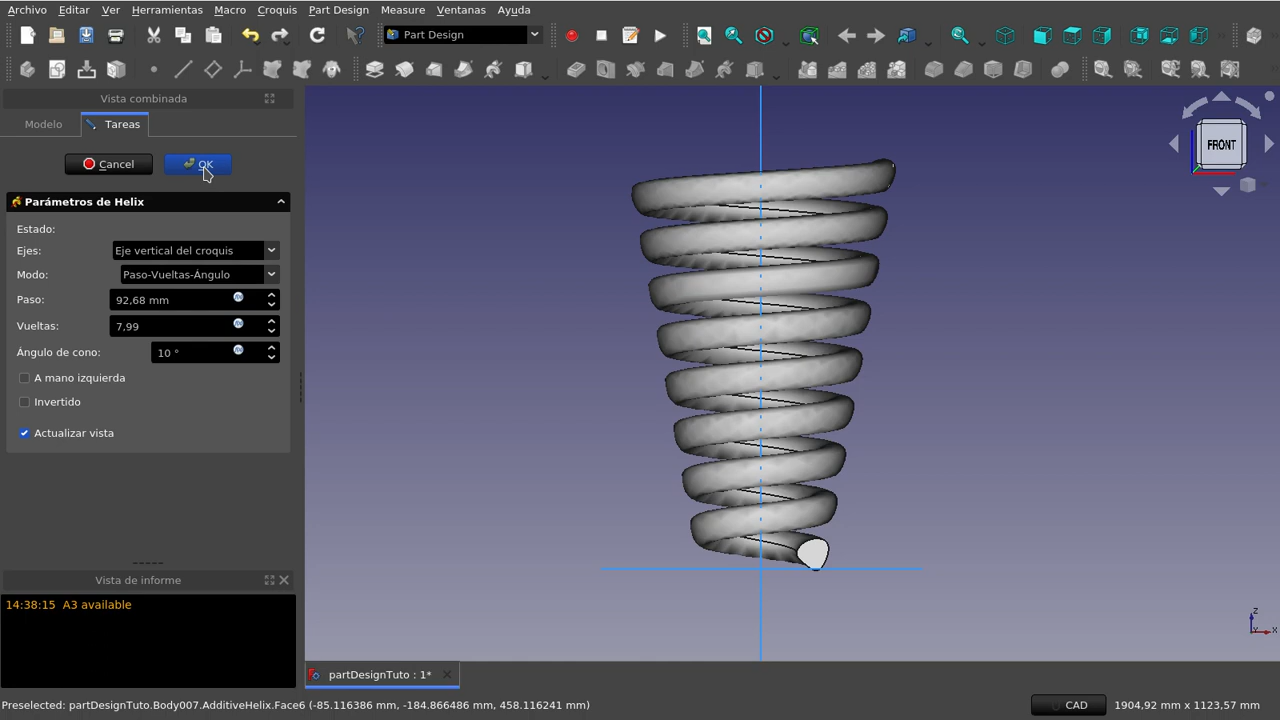 Archivo Editar Ver Herramientas Macro Croquis Part Design Measure Ventanas Ayuda
Part Design
Vista combinada
Modelo Tareas
Cancel OK
Parámetros de Helix
Estado:
Ejes: Eje vertical del croquis
Modo: Paso-Vueltas-Ángulo
Paso: 92,68 mm
Vueltas: 7,99
Ángulo de cono: 10 °
A mano izquierda
Invertido
Actualizar vista
Vista de informe
14:38:15 A3 available
FRONT
Z
X
partDesignTuto : 1*
Preselected: partDesignTuto.Body007.AdditiveHelix.Face6 (-85.116386 mm, -184.866486 mm, 458.116241 mm)
CAD 1904,92 mm x 1123,57 mm